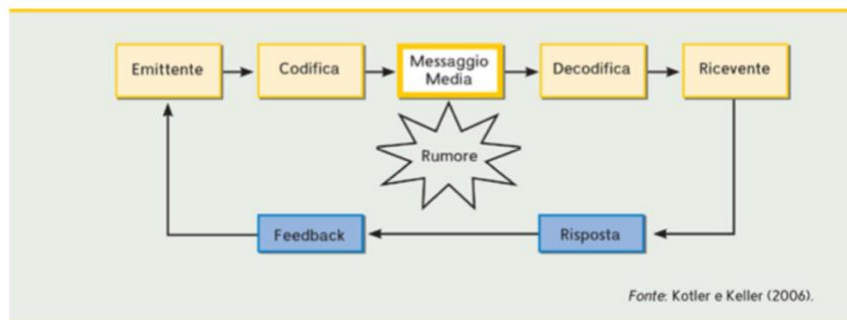 Emittente
Codifica
Messaggio
Media
Decodifica
Ricevente
Rumore
Feedback
Risposta
Fonte: Kotler e Keller (2006).